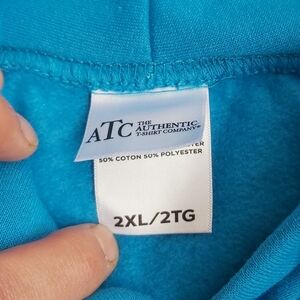 ATC THE
AUTHENTIC
T-SHIRT COMPANY®
50% COTON 50% POLYESTER
2XL/2TG